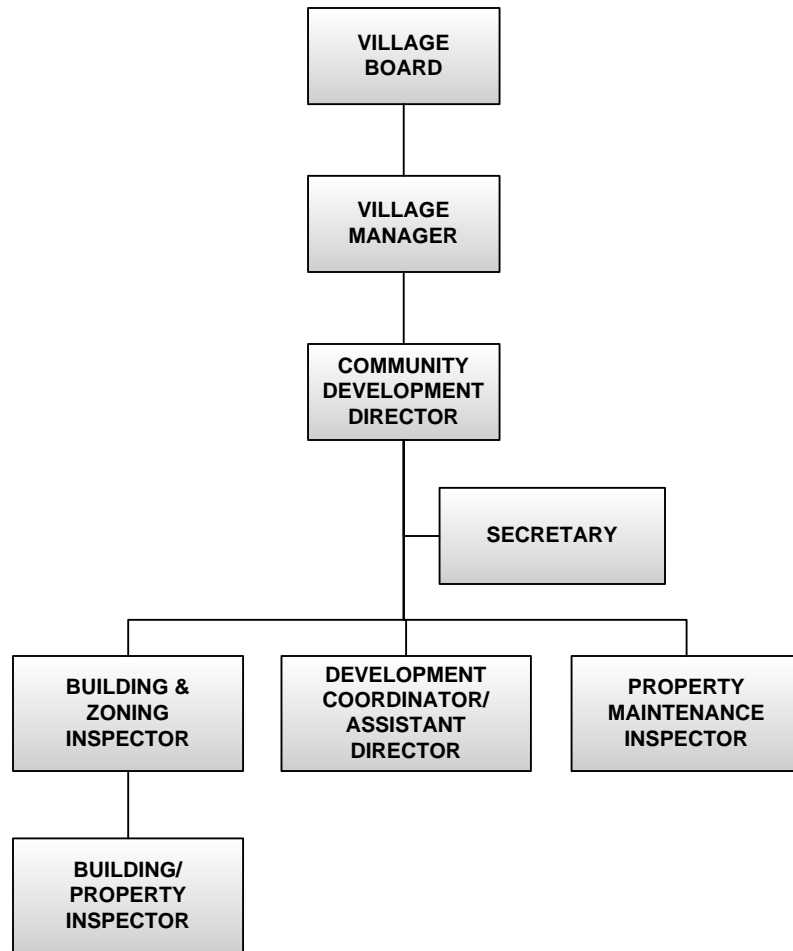 VILLAGE
BOARD
VILLAGE
MANAGER
COMMUNITY
DEVELOPMENT
DIRECTOR
SECRETARY
BUILDING &
ZONING
INSPECTOR
DEVELOPMENT
COORDINATOR/
ASSISTANT
DIRECTOR
PROPERTY
MAINTENANCE
INSPECTOR
BUILDING/
PROPERTY
INSPECTOR